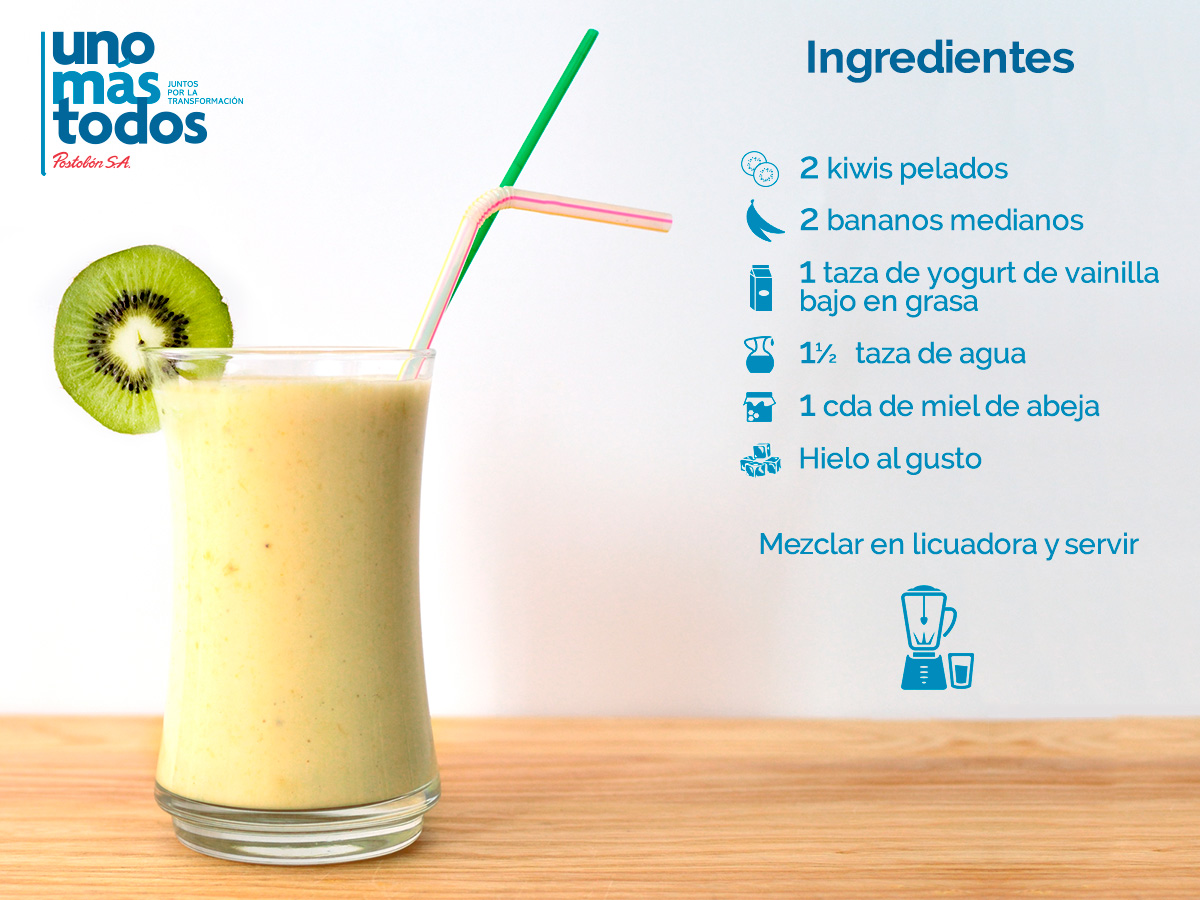 uno
más
todos
JUNTOS
POR LA
TRANSFORMACIÓN
Postobón S.A.
Ingredientes
2 kiwis pelados
2 bananos medianos
1 taza de yogurt de vainilla
bajo en grasa
1½ taza de agua
1 cda de miel de abeja
Hielo al gusto
Mezclar en licuadora y servir